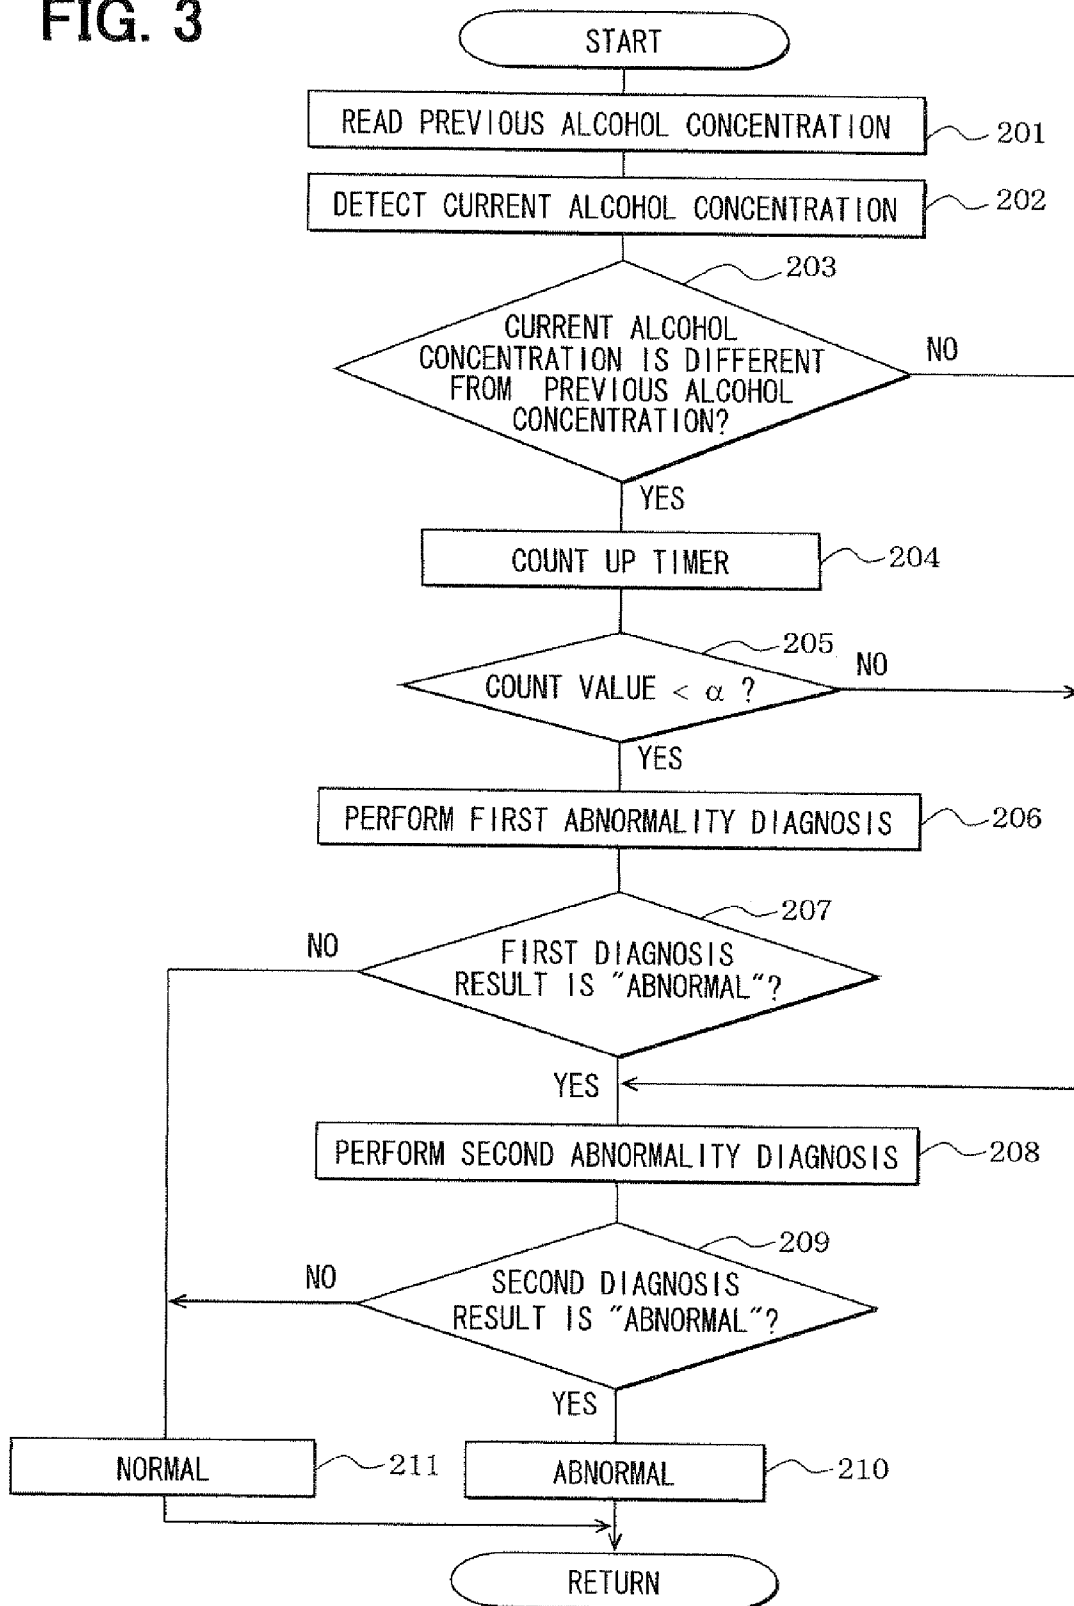 FIG. 3
START
READ PREVIOUS ALCOHOL CONCENTRATION
201
DETECT CURRENT ALCOHOL CONCENTRATION
202
203
CURRENT ALCOHOL
CONCENTRATION IS DIFFERENT
FROM PREVIOUS ALCOHOL
CONCENTRATION?
NO
YES
COUNT UP TIMER
204
205
COUNT VALUE < α ?
NO
YES
PERFORM FIRST ABNORMALITY DIAGNOSIS
206
207
FIRST DIAGNOSIS
RESULT IS "ABNORMAL"?
NO
YES
PERFORM SECOND ABNORMALITY DIAGNOSIS
208
209
SECOND DIAGNOSIS
RESULT IS "ABNORMAL"?
NO
YES
NORMAL
211
ABNORMAL
210
RETURN